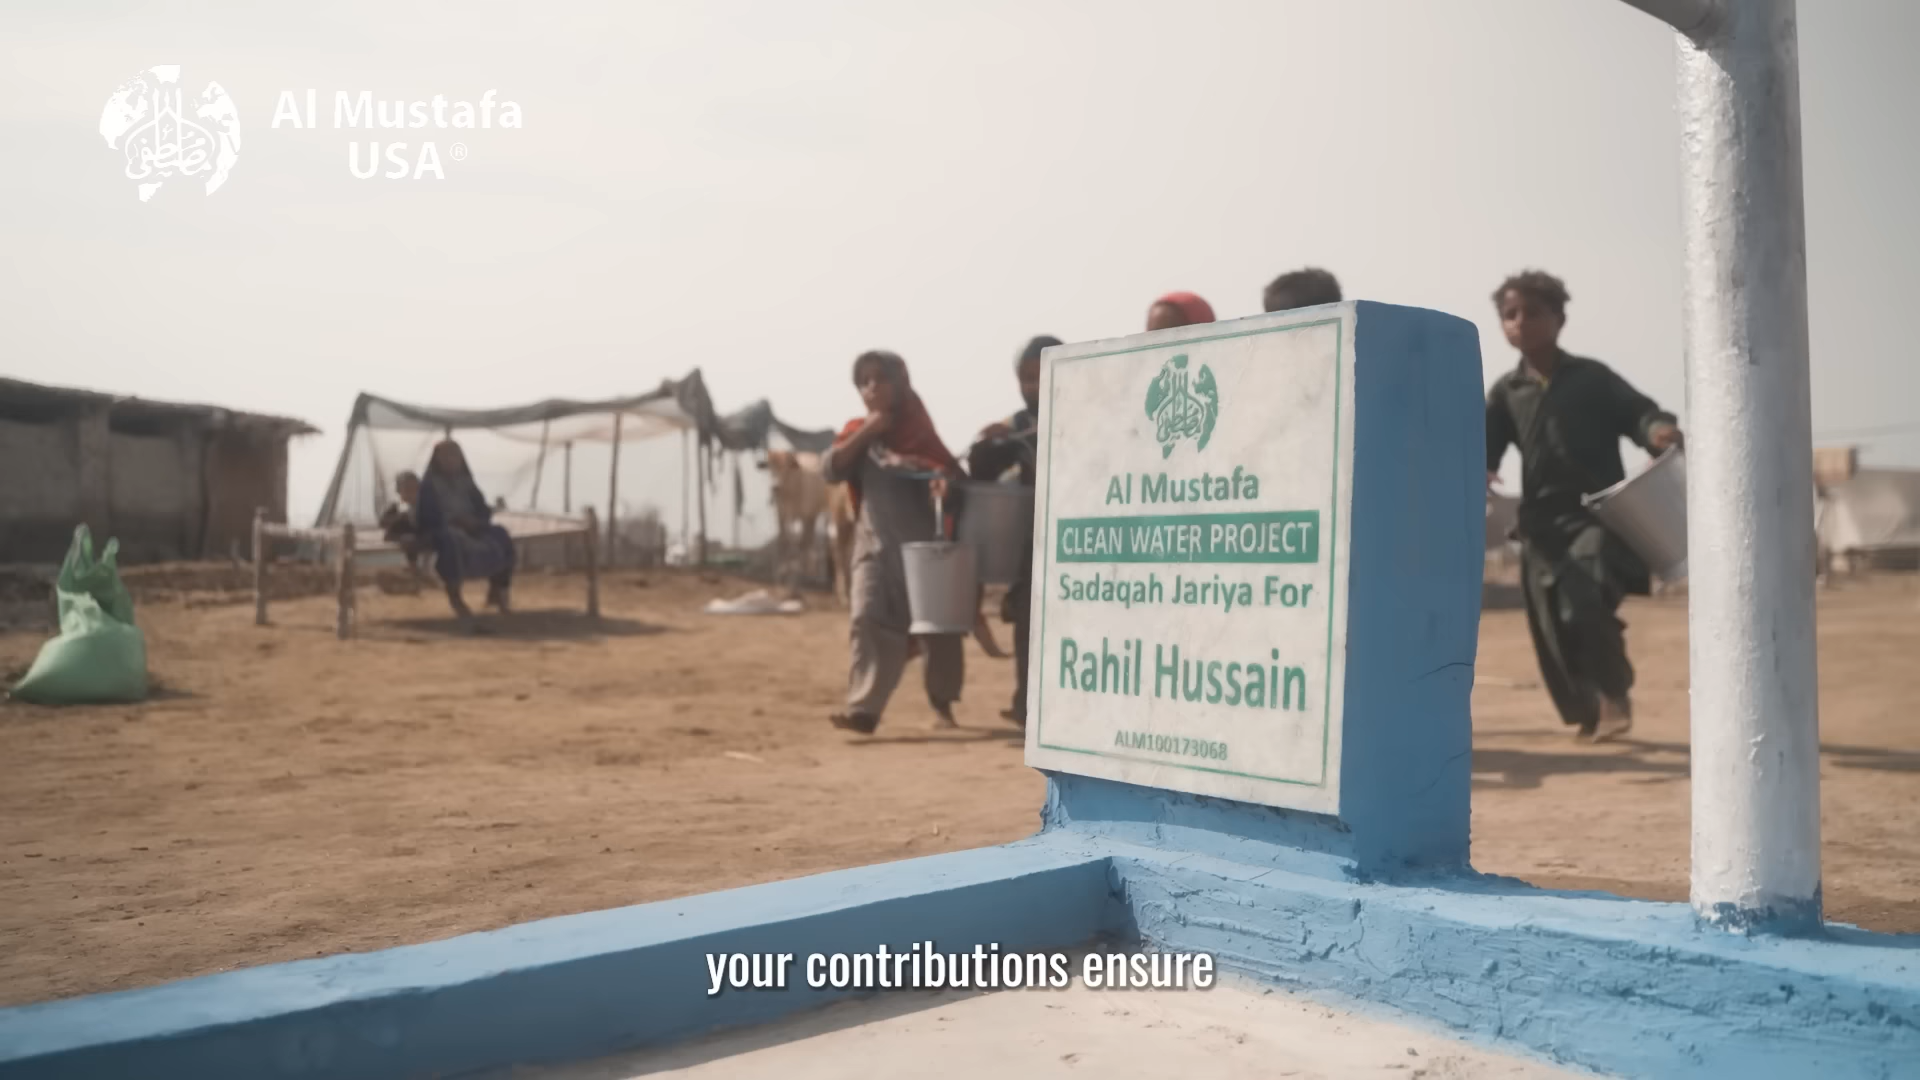 Al Mustafa
USA®
Al Mustafa
CLEAN WATER PROJECT
Sadaqah Jariya For
Rahil Hussain
ALM100173068
your contributions ensure